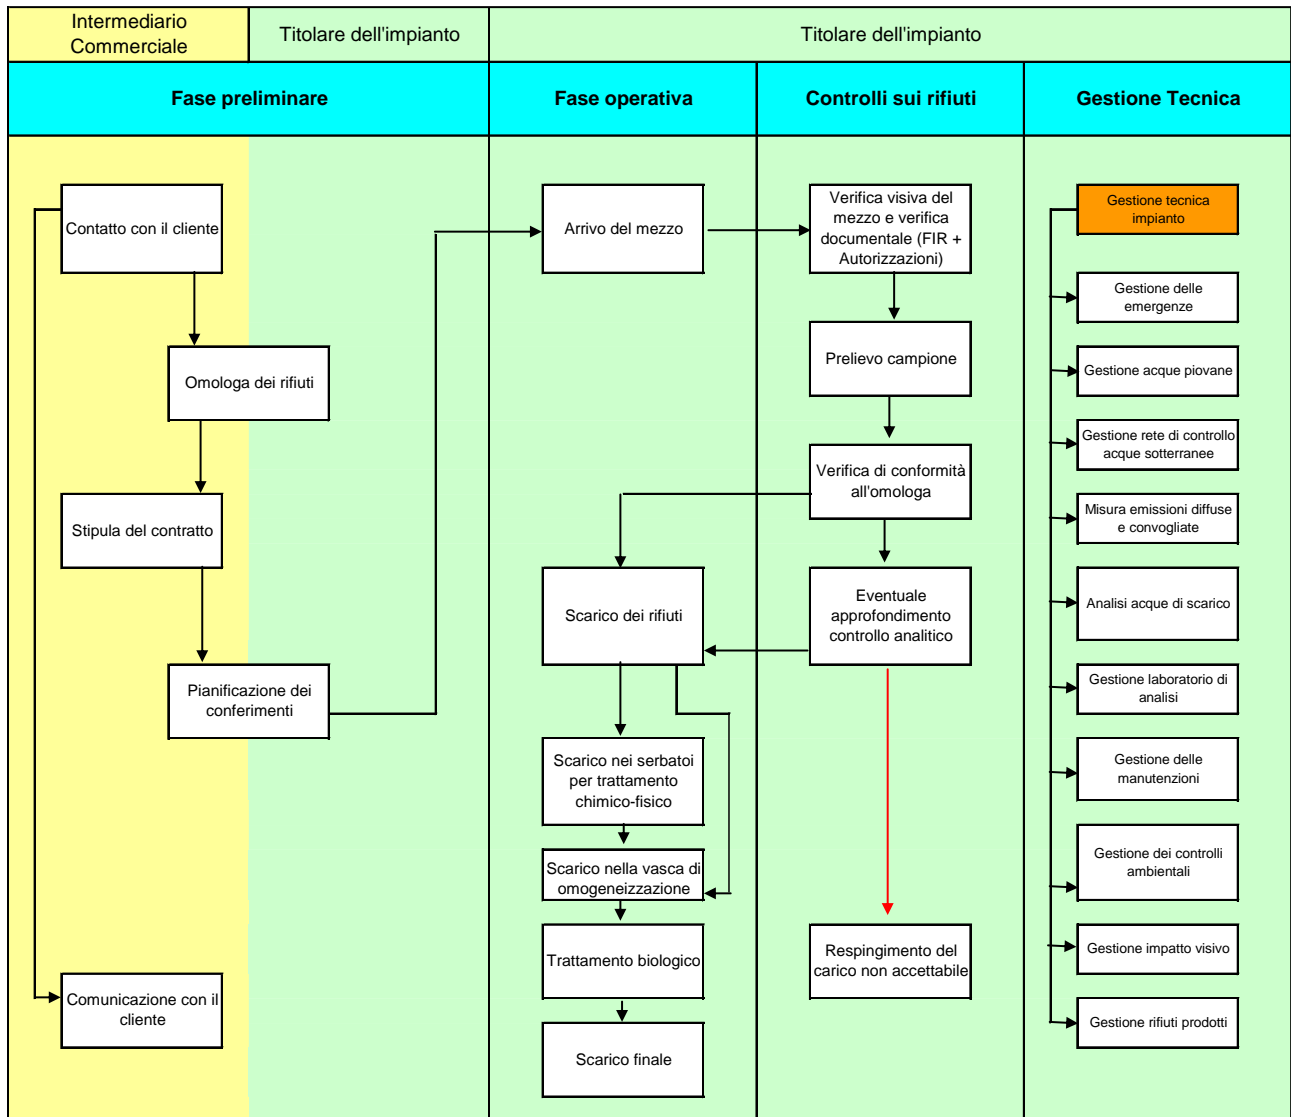 Intermediario
Commerciale
Titolare dell'impianto
Titolare dell'impianto
Fase preliminare
Fase operativa
Controlli sui rifiuti
Gestione Tecnica
Contatto con il cliente
Omologa dei rifiuti
Stipula del contratto
Pianificazione dei
conferimenti
Comunicazione con il
cliente
Arrivo del mezzo
Scarico dei rifiuti
Scarico nei serbatoi
per trattamento
chimico-fisico
Scarico nella vasca di
omogeneizzazione
Trattamento biologico
Scarico finale
Verifica visiva del
mezzo e verifica
documentale (FIR +
Autorizzazioni)
Prelievo campione
Verifica di conformità
all'omologa
Eventuale
approfondimento
controllo analitico
Respingimento del
carico non accettabile
Gestione tecnica
impianto
Gestione delle
emergenze
Gestione acque piovane
Gestione rete di controllo
acque sotterranee
Misura emissioni diffuse
e convogliate
Analisi acque di scarico
Gestione laboratorio di
analisi
Gestione delle
manutenzioni
Gestione dei controlli
ambientali
Gestione impatto visivo
Gestione rifiuti prodotti